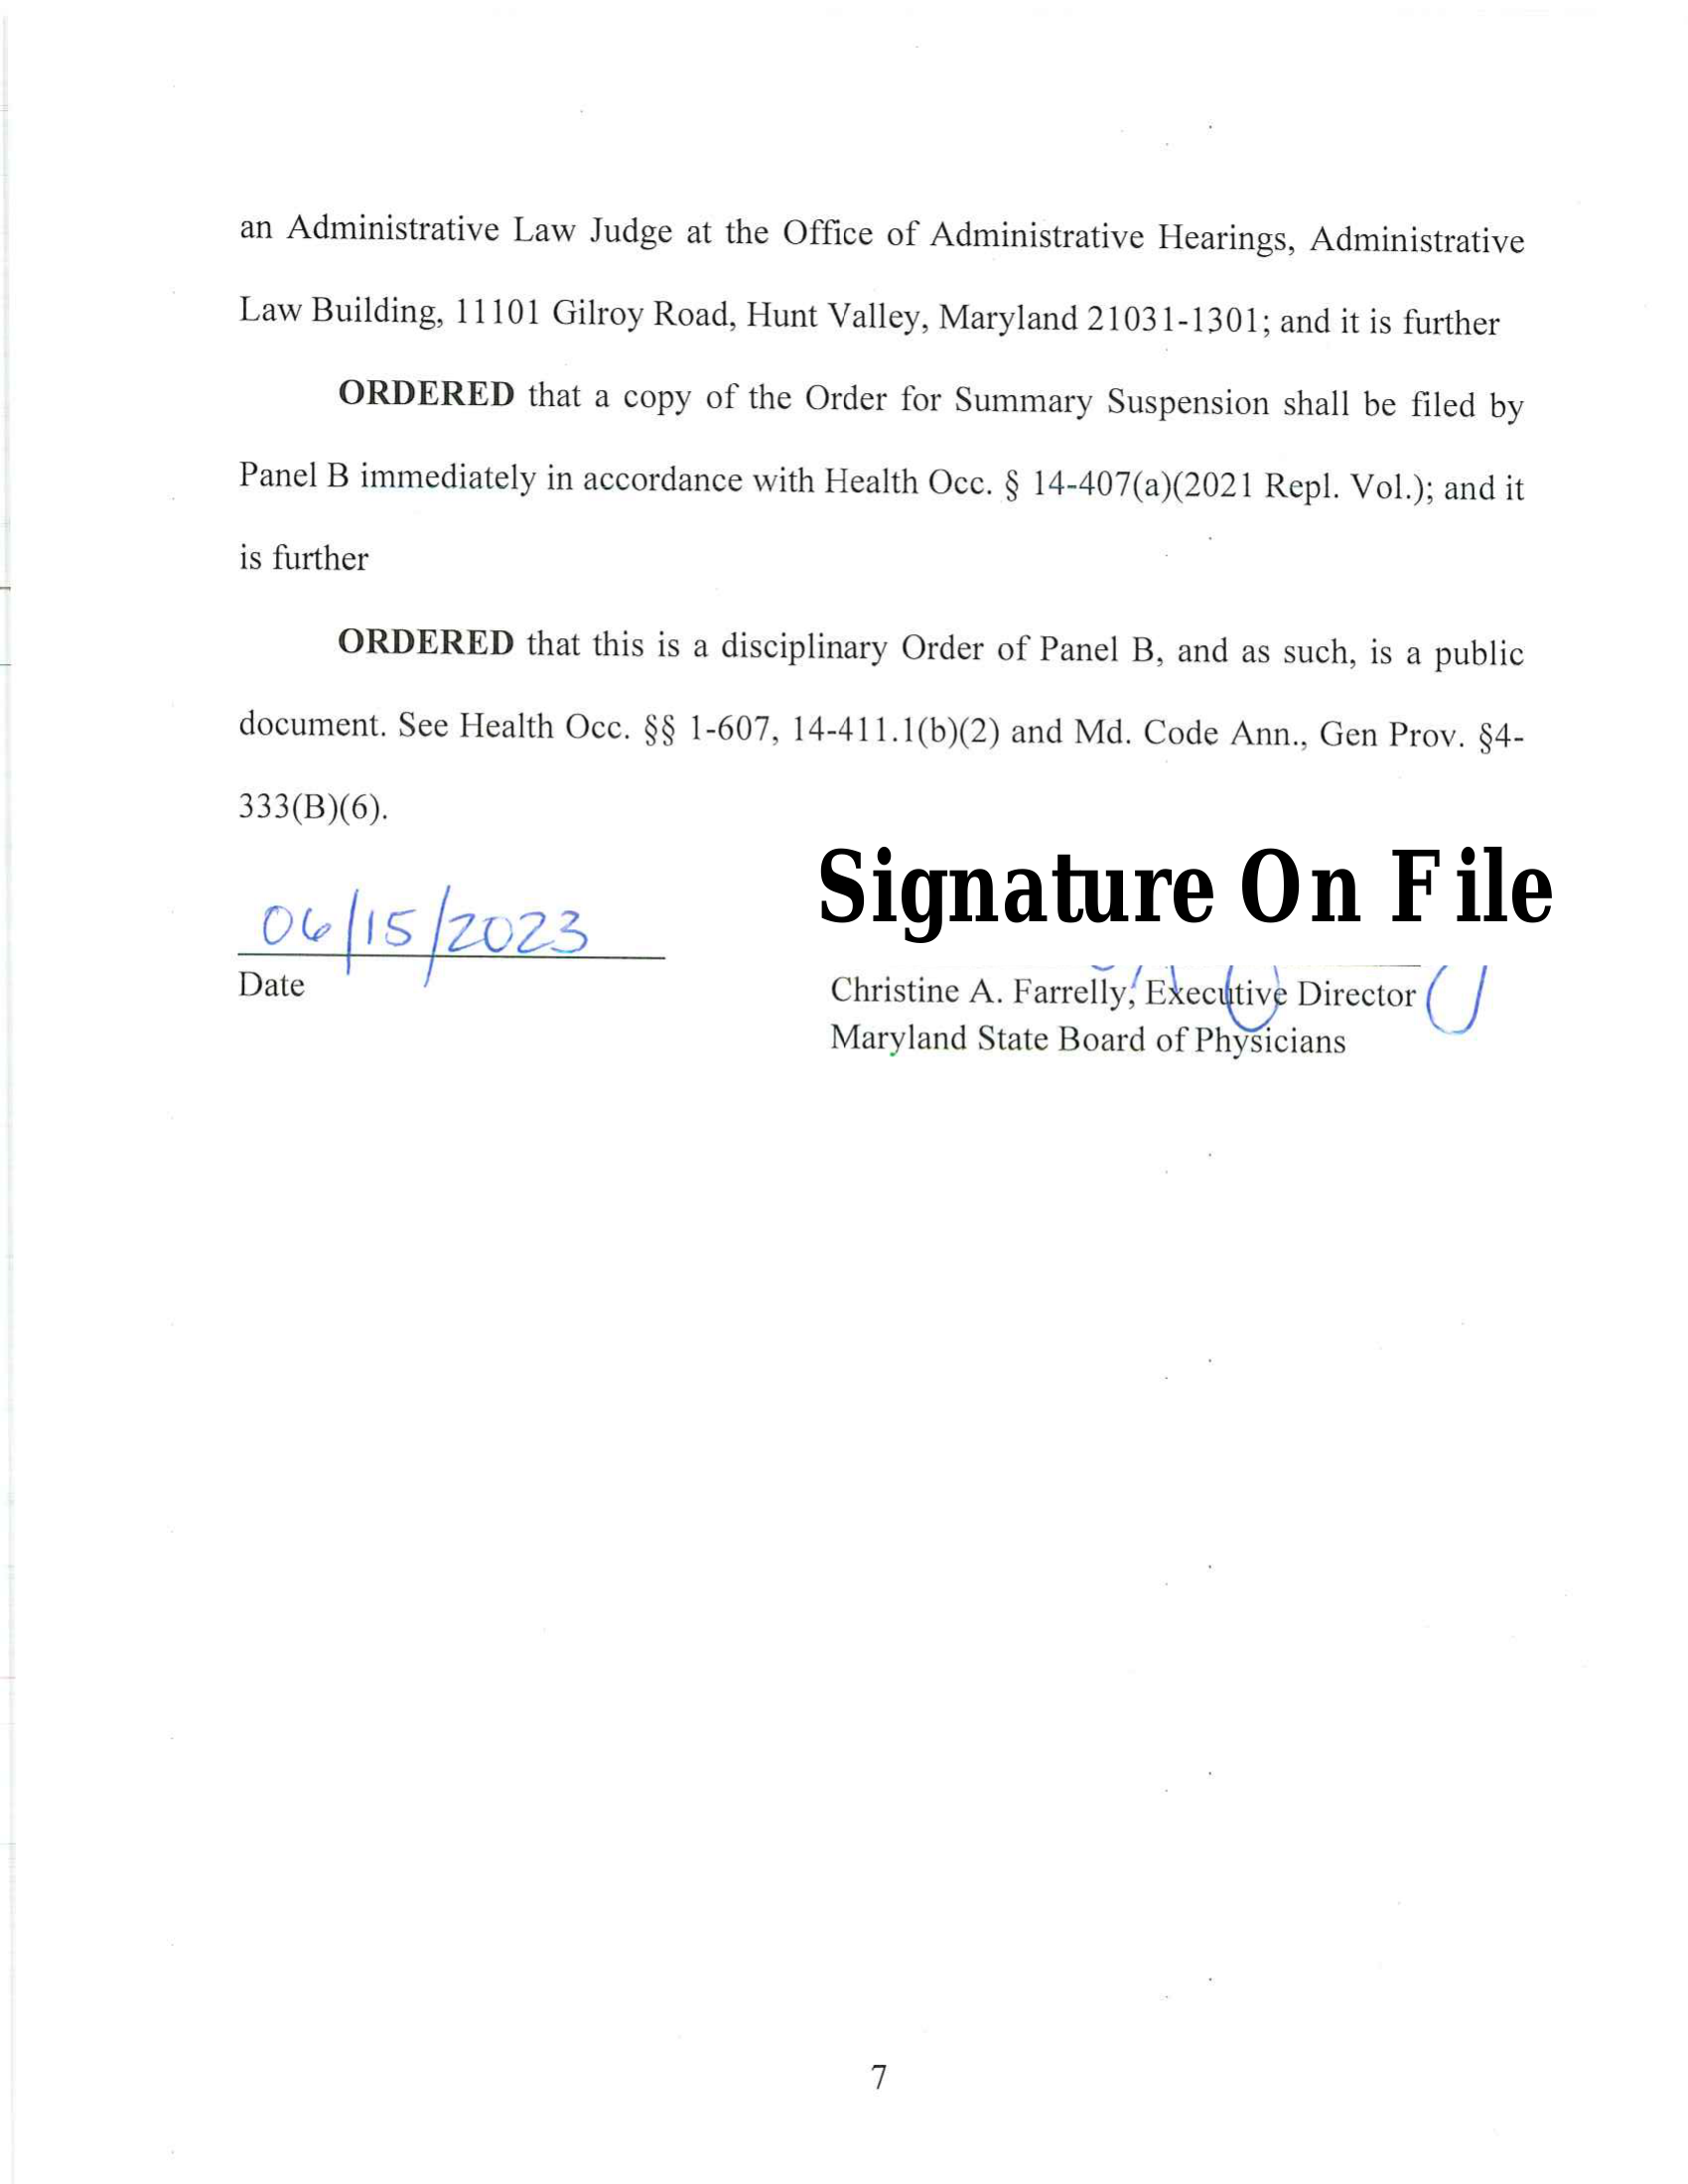 an Administrative Law Judge at the Office of Administrative Hearings, Administrative
Law Building, 11101 Gilroy Road, Hunt Valley, Maryland 21031-1301; and it is further
ORDERED that a copy of the Order for Summary Suspension shall be filed by
Panel B immediately in accordance with Health Occ. § 14-407(a)(2021 Repl. Vol.); and it
is further
ORDERED that this is a disciplinary Order of Panel B, and as such, is a public
document. See Health Occ. §§ 1-607, 14-411.1(b)(2) and Md. Code Ann., Gen Prov. §4-
333(B)(6).
Signature On File
06/15/2023
Date
Christine A. Farrelly, Executive Director
Maryland State Board of Physicians
7